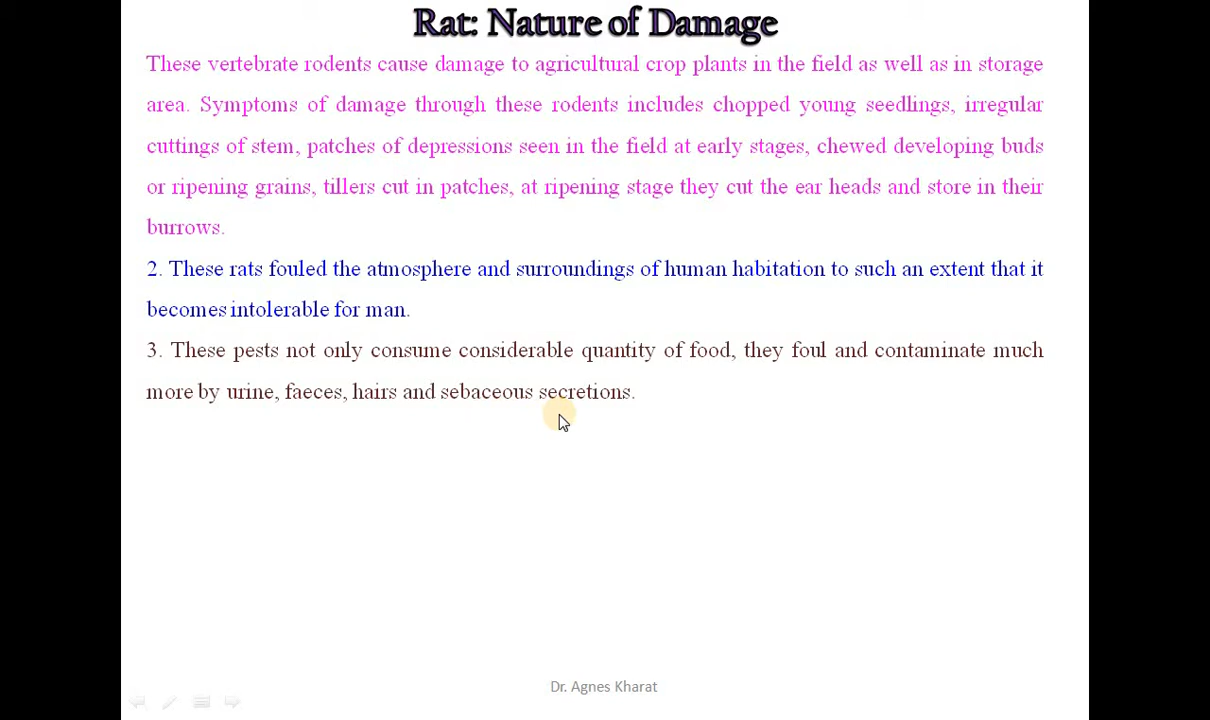 Rat: Nature of Damage
These vertebrate rodents cause damage to agricultural crop plants in the field as well as in storage
area. Symptoms of damage through these rodents includes chopped young seedlings, irregular
cuttings of stem, patches of depressions seen in the field at early stages, chewed developing buds
or ripening grains, tillers cut in patches, at ripening stage they cut the ear heads and store in their
burrows.
2. These rats fouled the atmosphere and surroundings of human habitation to such an extent that it
becomes intolerable for man.
3. These pests not only consume considerable quantity of food, they foul and contaminate much
more by urine, faeces, hairs and sebaceous secretions.
Dr. Agnes Kharat